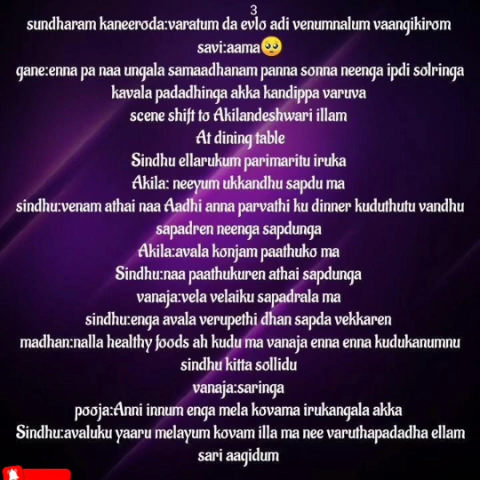 3
sundharam kaneeroda:varatum da evlo adi venumnalum vaangikirom
savi:aama🥺
gane:enna pa naa ungala samaadhanam panna sonna neenga ipdi solringa
kavala padadhinga akka kandippa varuva
scene shift to Akilandeshwari illam
At dining table
Sindhu ellarukum parimaritu iruka
Akila: neeyum ukkandhu sapdu ma
sindhu:venam athai naa Aadhi anna parvathi ku dinner kuduthutu vandhu
sapadren neenga sapdunga
Akila:avala konjam paathuko ma
Sindhu:naa paathukuren athai sapdunga
vanaja:vela velaiku sapadrala ma
sindhu:enga avala verupethi dhan sapda vekkaren
madhan:nalla healthy foods ah kudu ma vanaja enna enna kudukanumnu
sindhu kitta sollidu
vanaja:saringa
pooja:Anni innum enga mela kovama irukangala akka
Sindhu:avaluku yaaru melayum kovam illa ma nee varuthapadadha ellam
sari aagidum